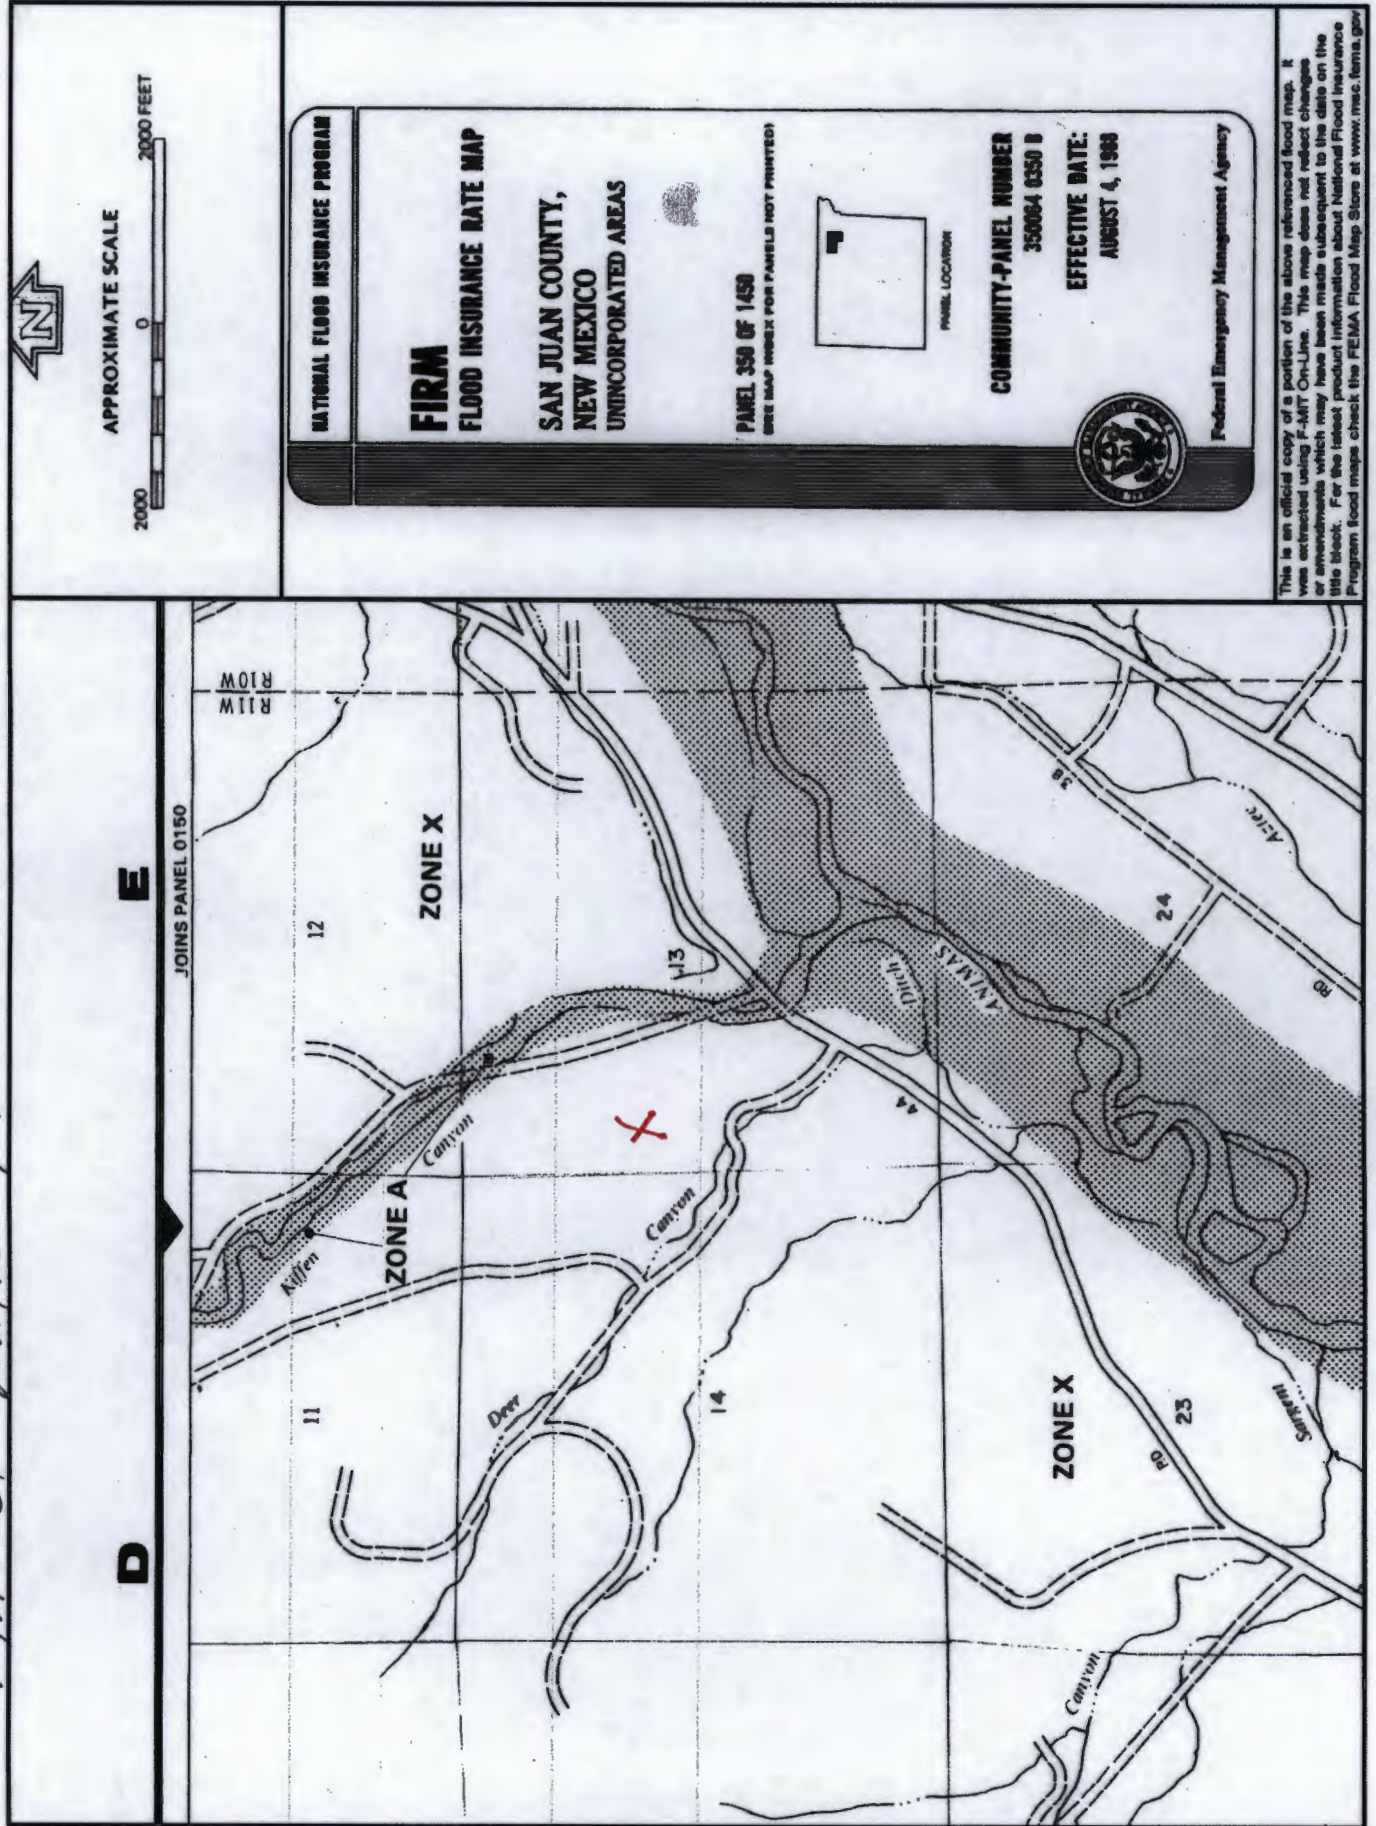 APPROXIMATE SCALE
2000 0 2000 FEET
N
NATIONAL FLOOD INSURANCE PROGRAM
FIRM
FLOOD INSURANCE RATE MAP
SAN JUAN COUNTY,
NEW MEXICO
UNINCORPORATED AREAS
PANEL 350 OF 1450
(SEE MAP INDEX FOR PANELS NOT PRINTED)
PANEL LOCATION
COMMUNITY-PANEL NUMBER
350064 0350 B
EFFECTIVE DATE:
AUGUST 4, 1988
Federal Emergency Management Agency
This is an official copy of a portion of the above referenced flood map. It
was extracted using F-MIT On-Line. This map does not reflect changes
or amendments which may have been made subsequent to the date on the
title block. For the latest product information about National Flood Insurance
Program flood maps check the FEMA Flood Map Store at www.msc.fema.gov
D
E
JOINS PANEL 0150
R11W
R10W
11
12
ZONE X
ZONE A
Kiffen
Canyon
13
Deer
Canyon
14
Ditch
ANIMAS
44
38
RD
Aztec
24
ZONE X
RD
23
Sargent
Canyon